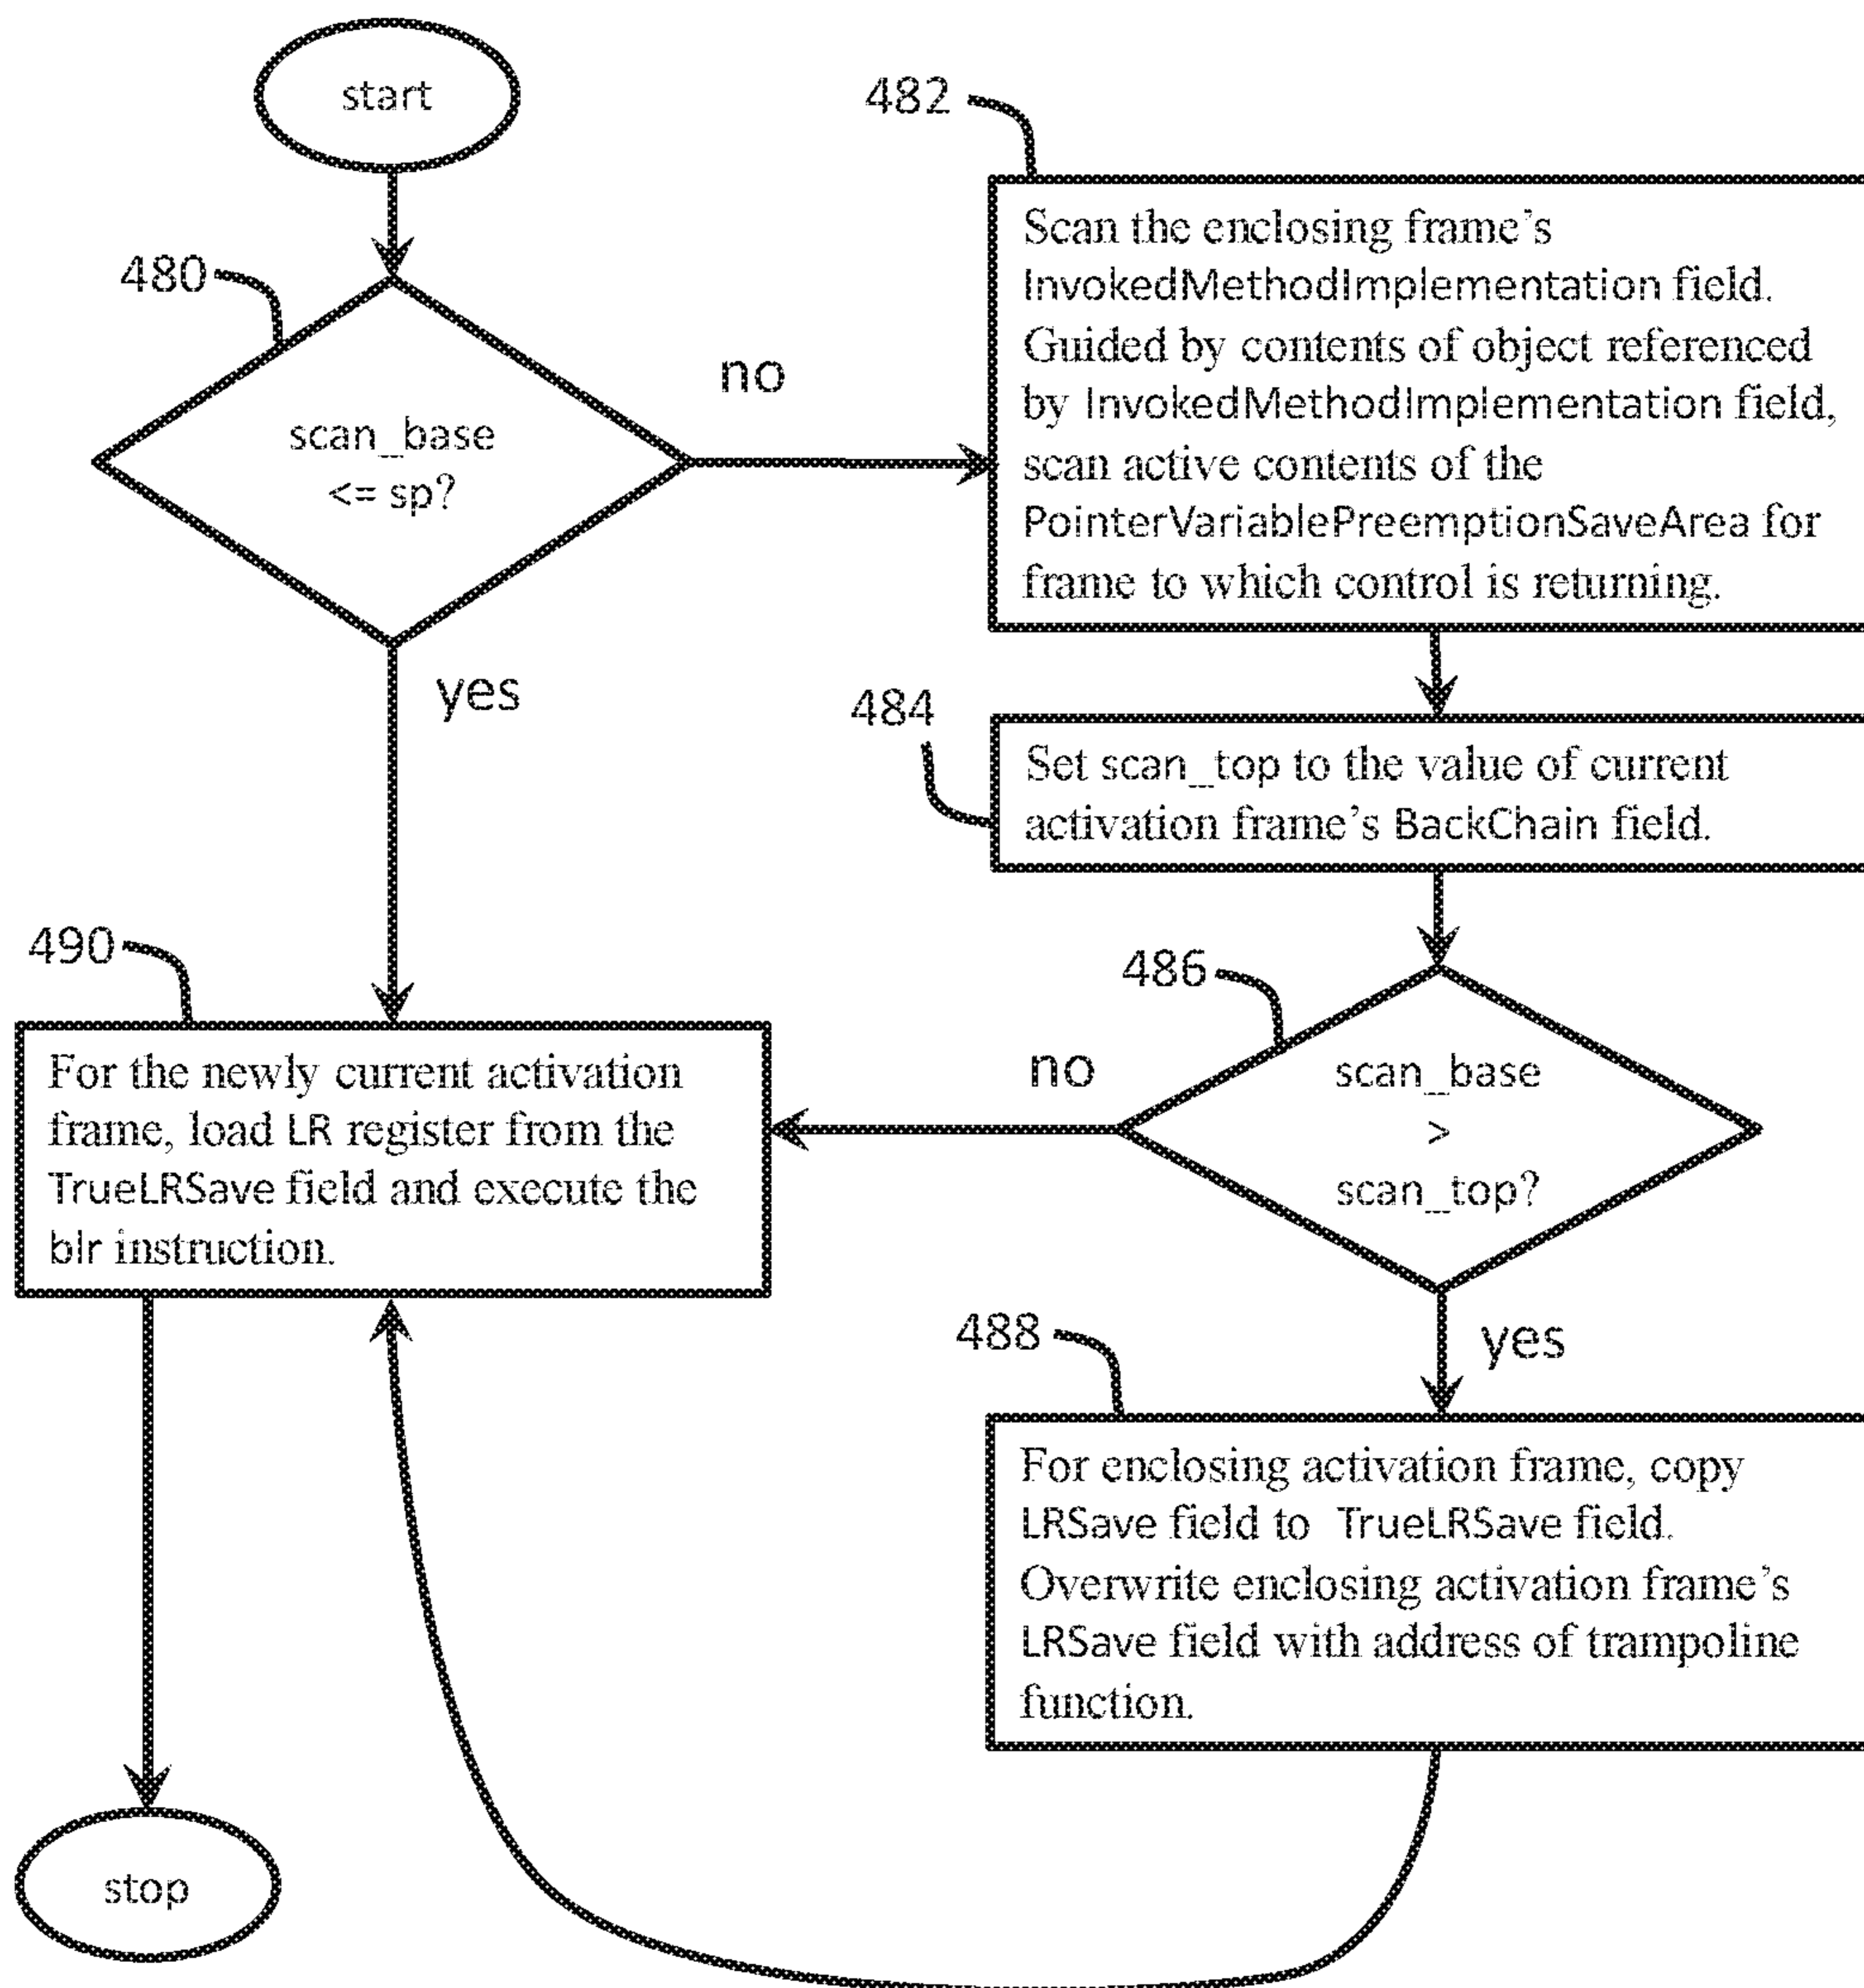 start
480
scan_base
<= sp?
no
yes
482
Scan the enclosing frame's
InvokedMethodImplementation field.
Guided by contents of object referenced
by InvokedMethodImplementation field,
scan active contents of the
PointerVariablePreemptionSaveArea for
frame to which control is returning.
484
Set scan_top to the value of current
activation frame's BackChain field.
486
scan_base
>
scan_top?
no
yes
488
For enclosing activation frame, copy
LRSave field to TrueLRSave field.
Overwrite enclosing activation frame's
LRSave field with address of trampoline
function.
490
For the newly current activation
frame, load LR register from the
TrueLRSave field and execute the
blr instruction.
stop